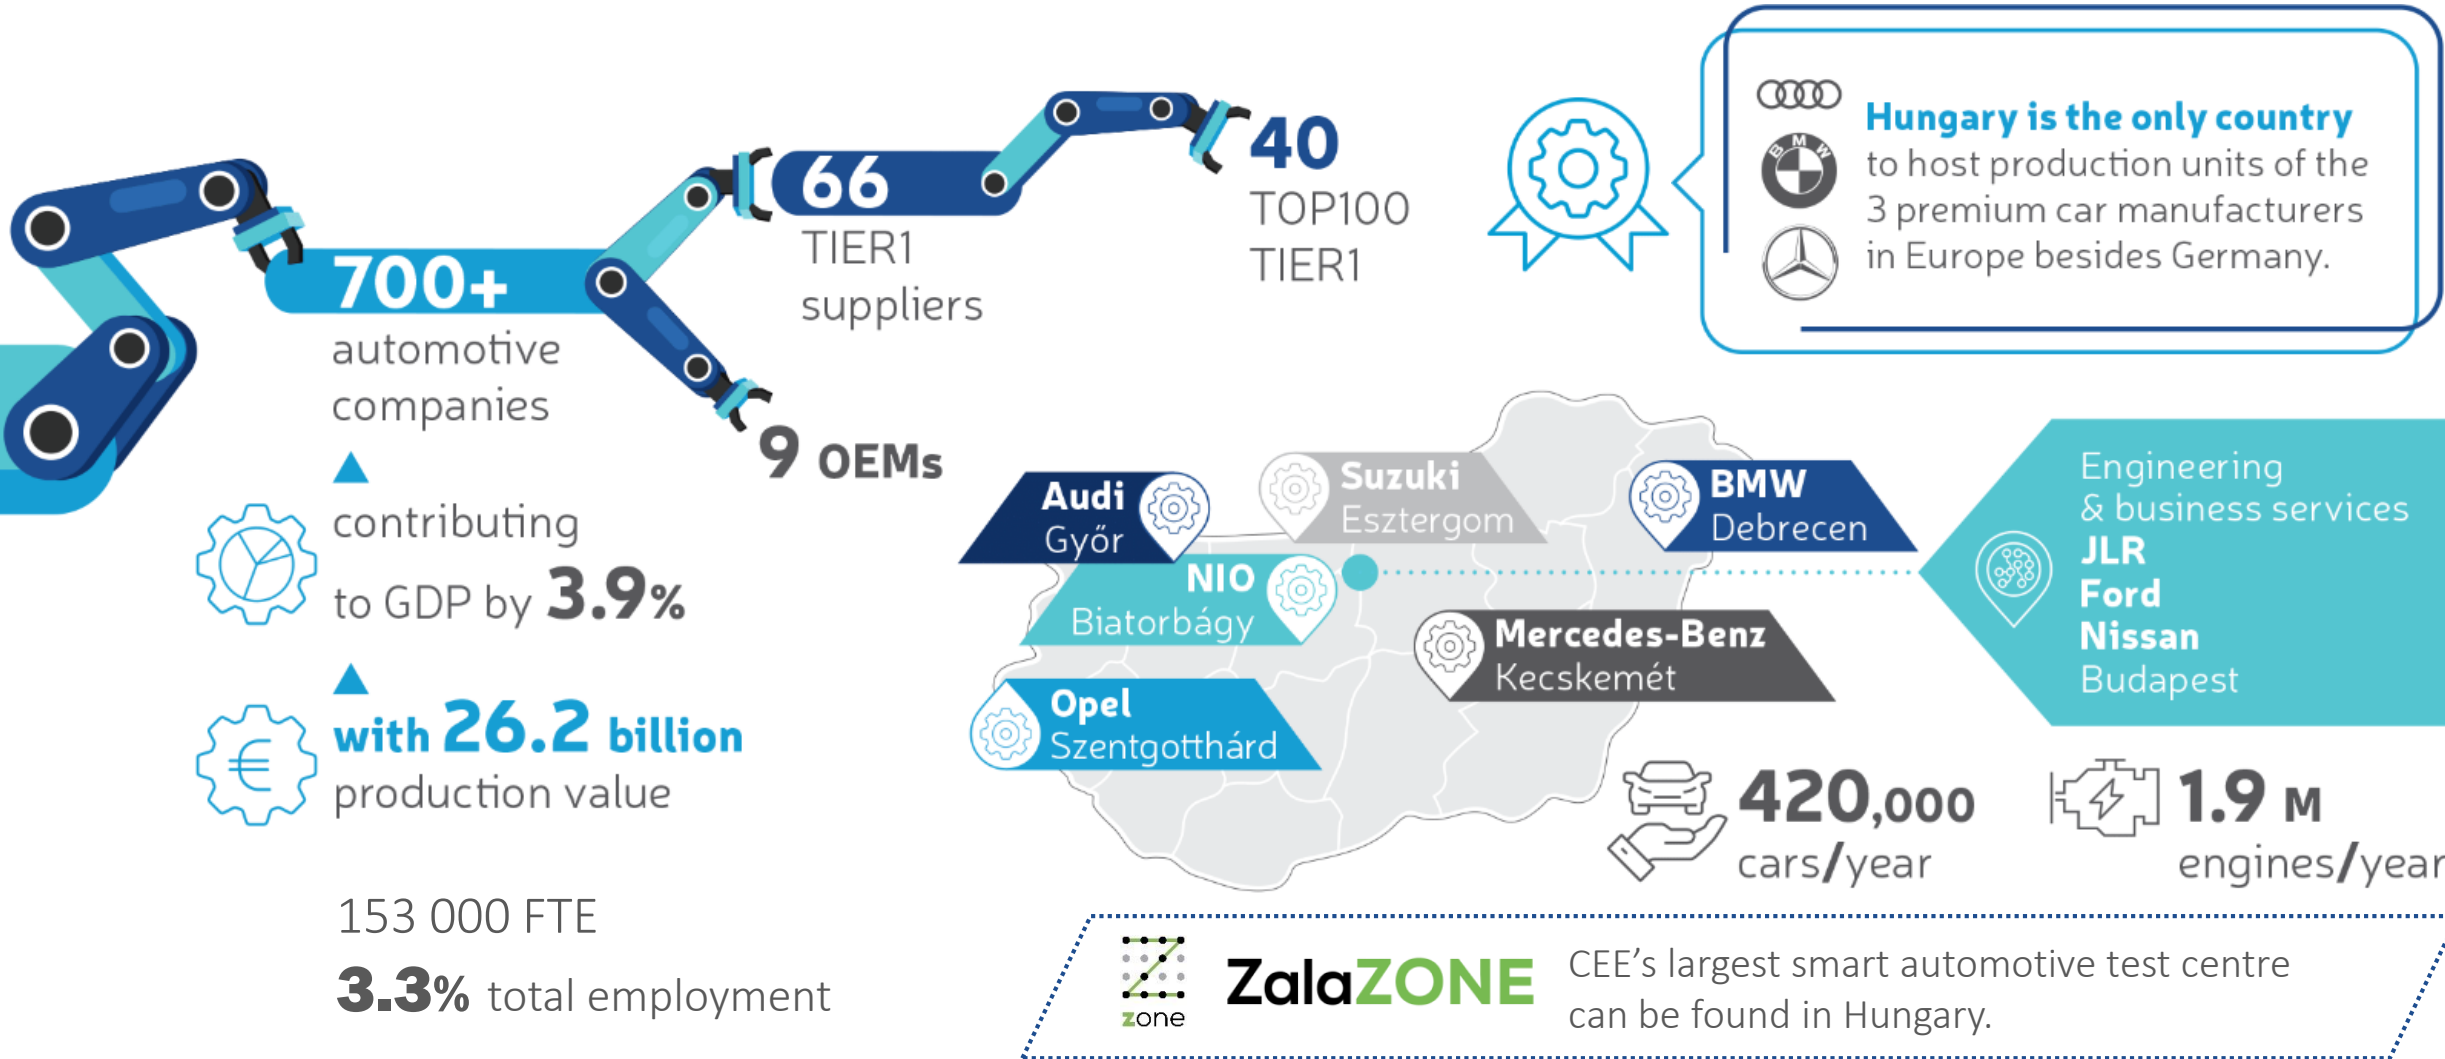 700+
automotive
companies
66
TIER1
suppliers
40
TOP100
TIER1
9 OEMs
contributing
to GDP by 3.9%
with 26.2 billion
production value
€
153 000 FTE
3.3% total employment
BMW
Hungary is the only country
to host production units of the
3 premium car manufacturers
in Europe besides Germany.
Audi
Győr
Suzuki
Esztergom
BMW
Debrecen
NIO
Biatorbágy
Mercedes-Benz
Kecskemét
Opel
Szentgotthárd
Engineering
& business services
JLR
Ford
Nissan
Budapest
420,000
cars/year
1.9 M
engines/year
zone
ZalaZONE
CEE’s largest smart automotive test centre
can be found in Hungary.